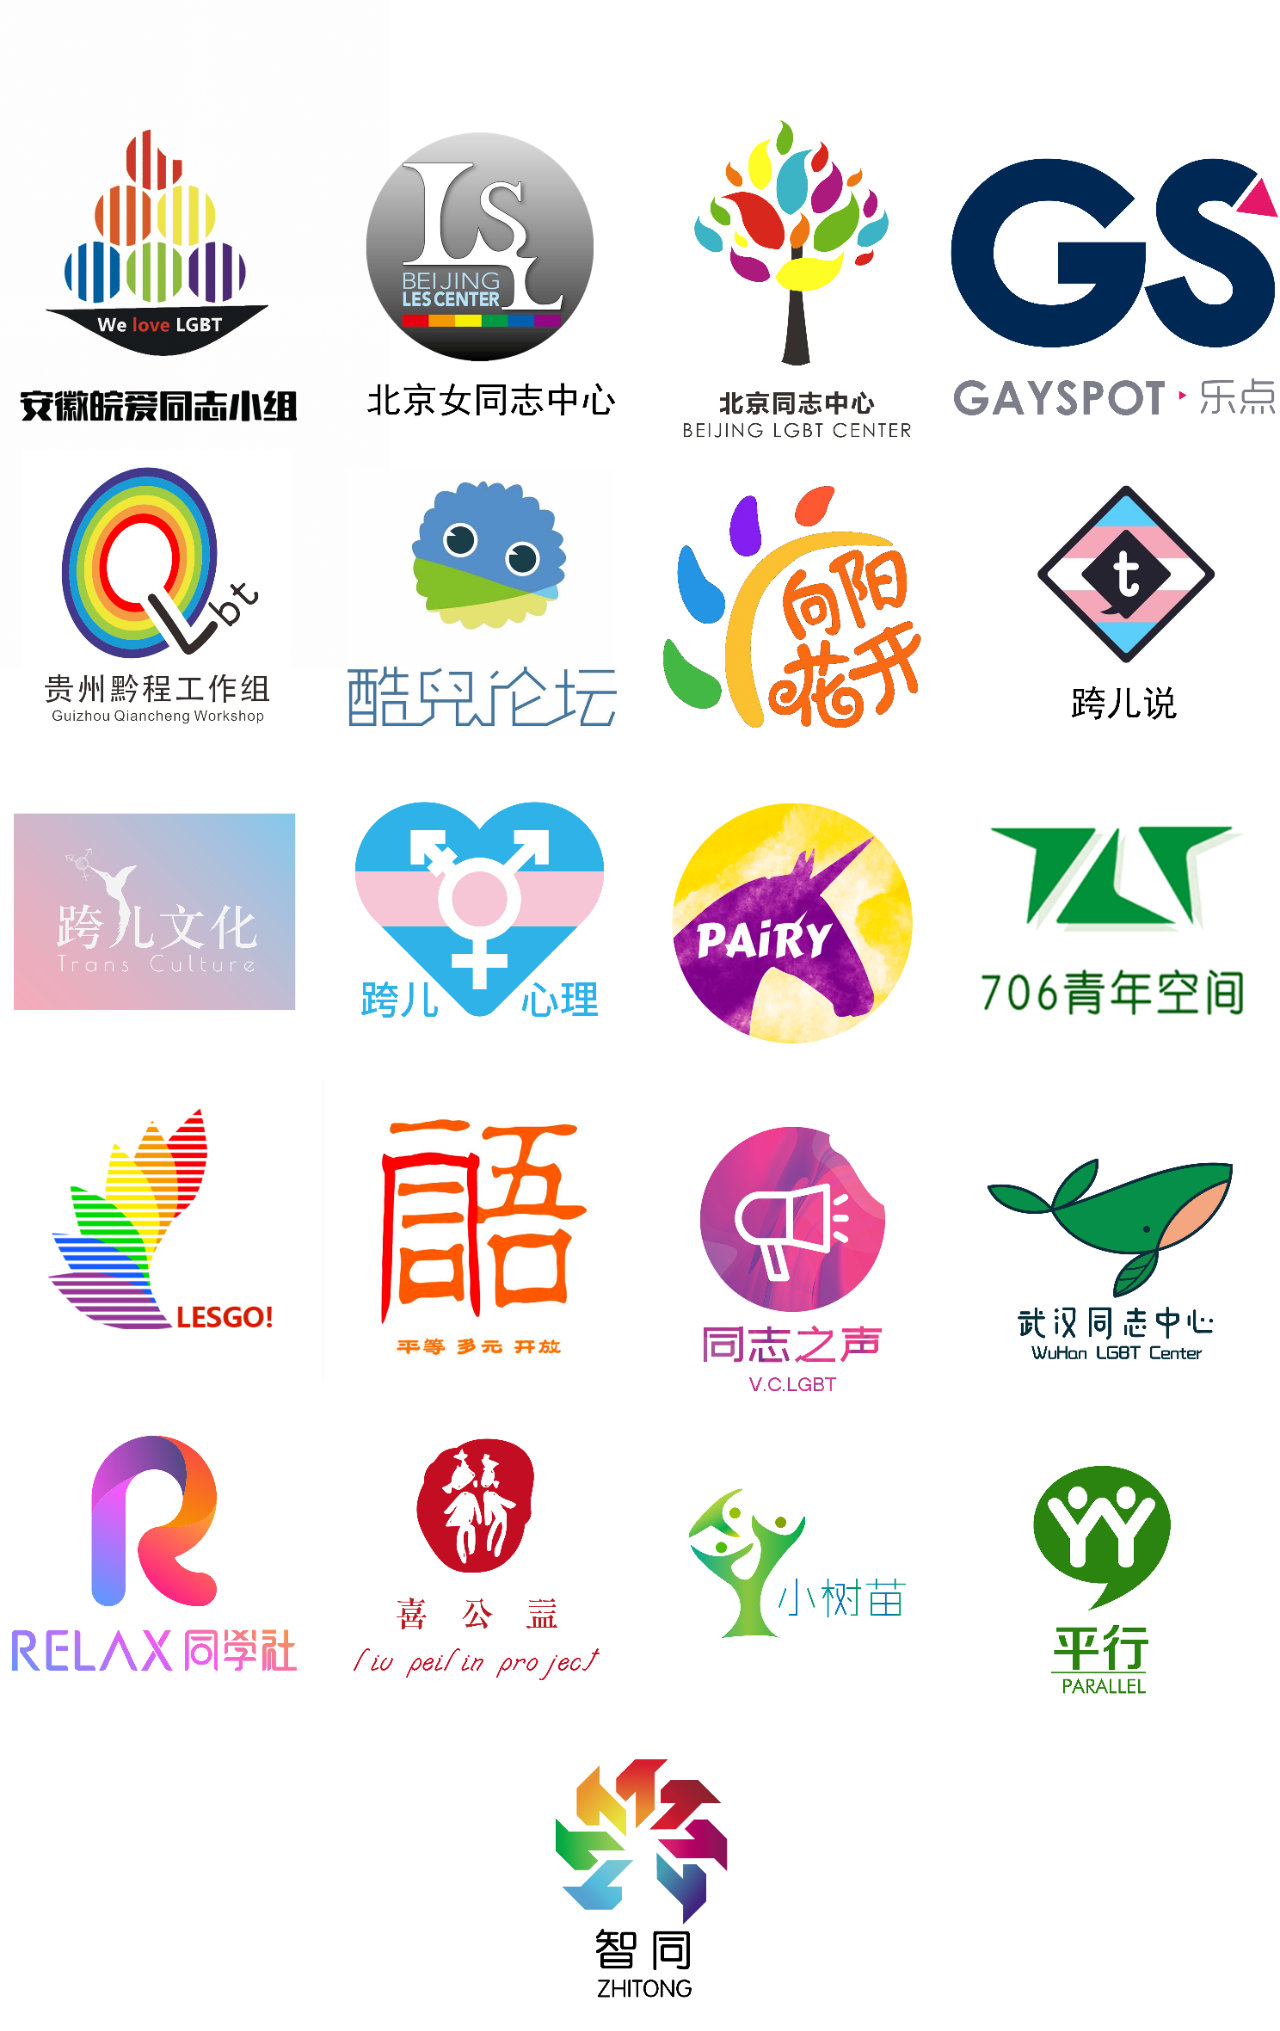 We love LGBT
安徽皖爱同志小组
LSL
BEIJING
LES CENTER
北京女同志中心
北京同志中心
BEIJING LGBT CENTER
GS
GAYSPOT · 乐点
QLbt
贵州黔程工作组
Guizhou Qiancheng Workshop
酷兒论坛
向阳
花开
t
跨儿说
跨儿文化
Trans Culture
跨儿心理
PAiRY
706青年空间
LESGO!
語
平等 多元 开放
同志之声
V.C.LGBT
武汉同志中心
WuHan LGBT Center
R
RELAX同学社
喜公益
liu peilin project
小树苗
平行
PARALLEL
智同
ZHITONG